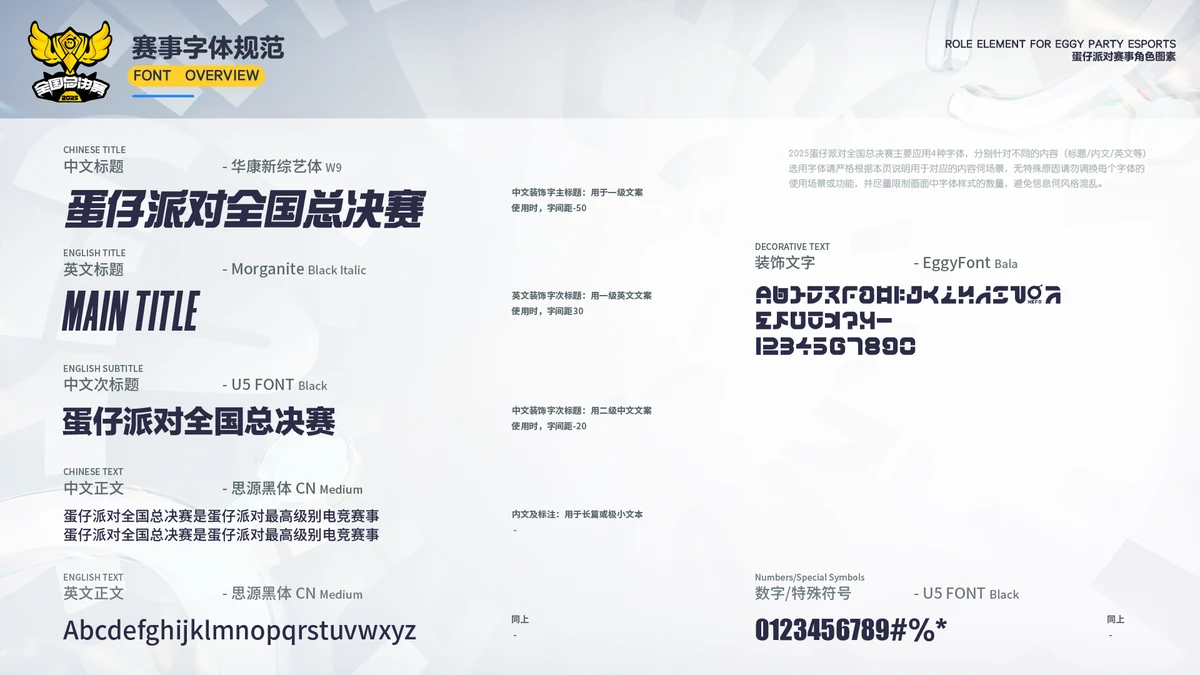 全国总决赛
2025
赛事字体规范
FONT OVERVIEW
ROLE ELEMENT FOR EGGY PARTY ESPORTS
蛋仔派对赛事角色图素
2025蛋仔派对全国总决赛主要应用4种字体，分别针对不同的内容（标题/内文/英文等）
选用字体请严格根据本页说明用于对应的内容何场景，无特殊原因请勿调换每个字体的
使用场景或功能，并尽量限制画面中字体样式的数量，避免信息何风格混乱。
CHINESE TITLE
中文标题 - 华康新综艺体 W9
蛋仔派对全国总决赛
中文装饰字主标题：用于一级文案
使用时，字间距-50
ENGLISH TITLE
英文标题 - Morganite Black Italic
MAIN TITLE
英文装饰字次标题：用一级英文文案
使用时，字间距30
ENGLISH SUBTITLE
中文次标题 - U5 FONT Black
蛋仔派对全国总决赛
中文装饰字次标题：用二级中文文案
使用时，字间距-20
CHINESE TEXT
中文正文 - 思源黑体 CN Medium
蛋仔派对全国总决赛是蛋仔派对最高级别电竞赛事
蛋仔派对全国总决赛是蛋仔派对最高级别电竞赛事
内文及标注：用于长篇或极小文本
-
ENGLISH TEXT
英文正文 - 思源黑体 CN Medium
Abcdefghijklmnopqrstuvwxyz
同上
-
DECORATIVE TEXT
装饰文字 - EggyFont Bala
1234567890
Numbers/Special Symbols
数字/特殊符号 - U5 FONT Black
0123456789#%*
同上
-